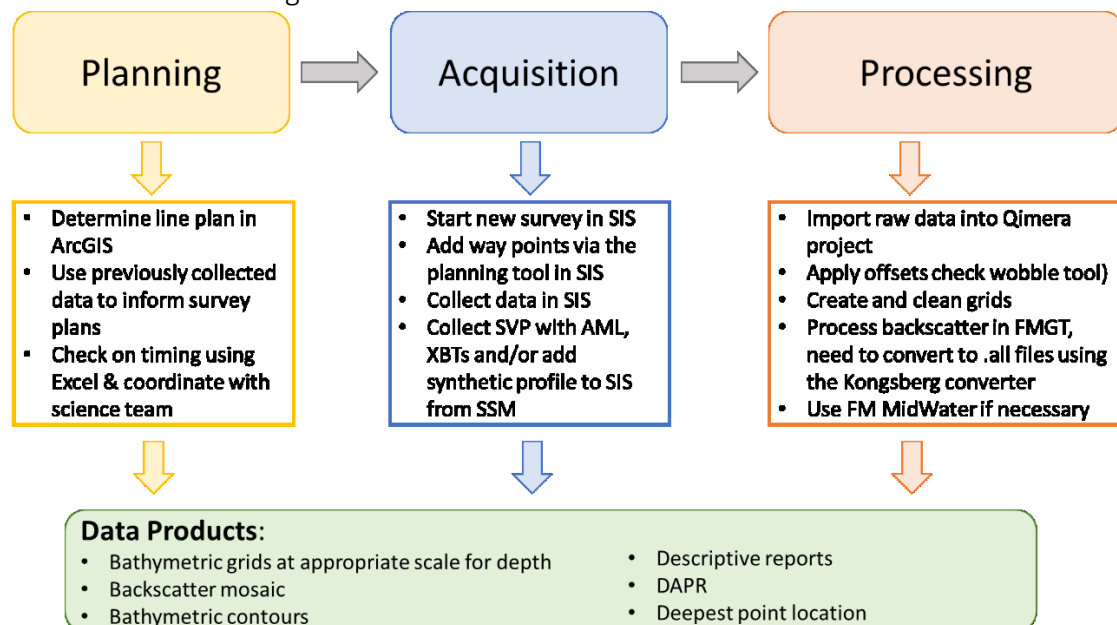 Planning
Acquisition
Processing
• Determine line plan in
ArcGIS
• Use previously collected
data to inform survey
plans
• Check on timing using
Excel & coordinate with
science team
• Start new survey in SIS
• Add way points via the
planning tool in SIS
• Collect data in SIS
• Collect SVP with AML,
XBTs and/or add
synthetic profile to SIS
from SSM
• Import raw data into Qimera
project
• Apply offsets check wobble tool)
• Create and clean grids
• Process backscatter in FMGT,
need to convert to .all files using
the Kongsberg converter
• Use FM MidWater if necessary
Data Products:
• Bathymetric grids at appropriate scale for depth
• Backscatter mosaic
• Bathymetric contours
• Descriptive reports
• DAPR
• Deepest point location